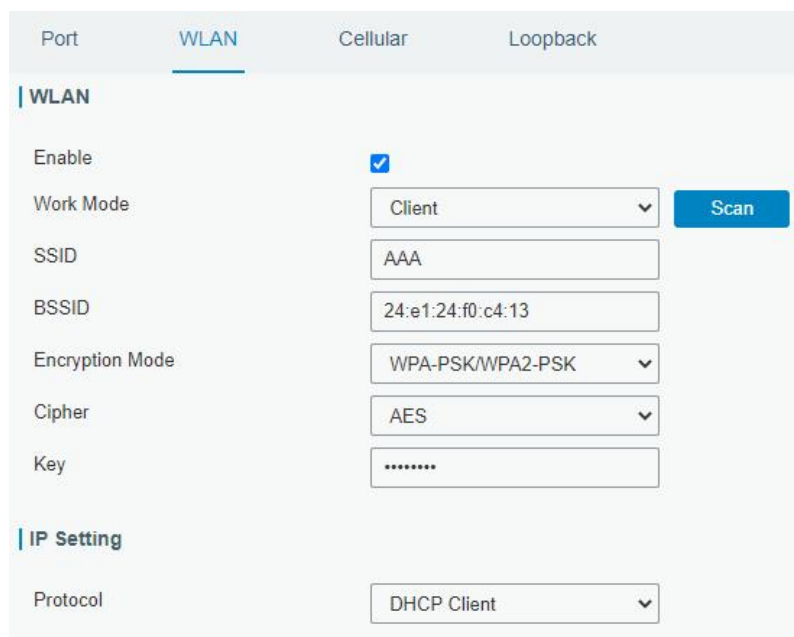 Port WLAN Cellular Loopback
WLAN
Enable
Work Mode Client Scan
SSID AAA
BSSID 24:e1:24:f0:c4:13
Encryption Mode WPA-PSK/WPA2-PSK
Cipher AES
Key ••••••••
IP Setting
Protocol DHCP Client